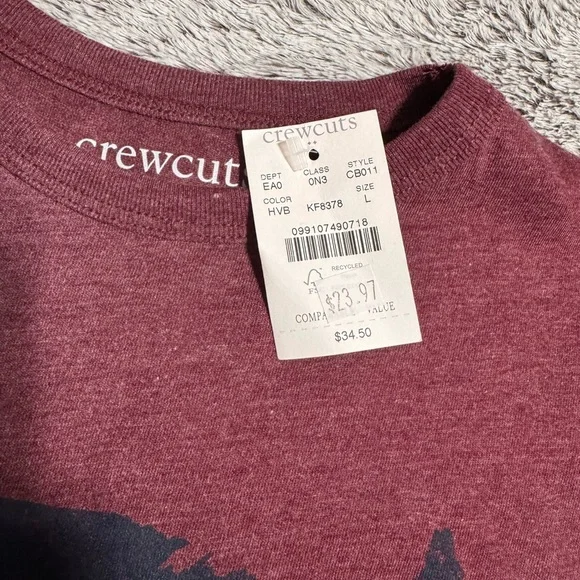 crewcuts
crewcuts
DEPT CLASS STYLE
EA0 0N3 CB011
COLOR SIZE
HVB KF8378 L
099107490718
RECYCLED
$23.97
VALUE
$34.50